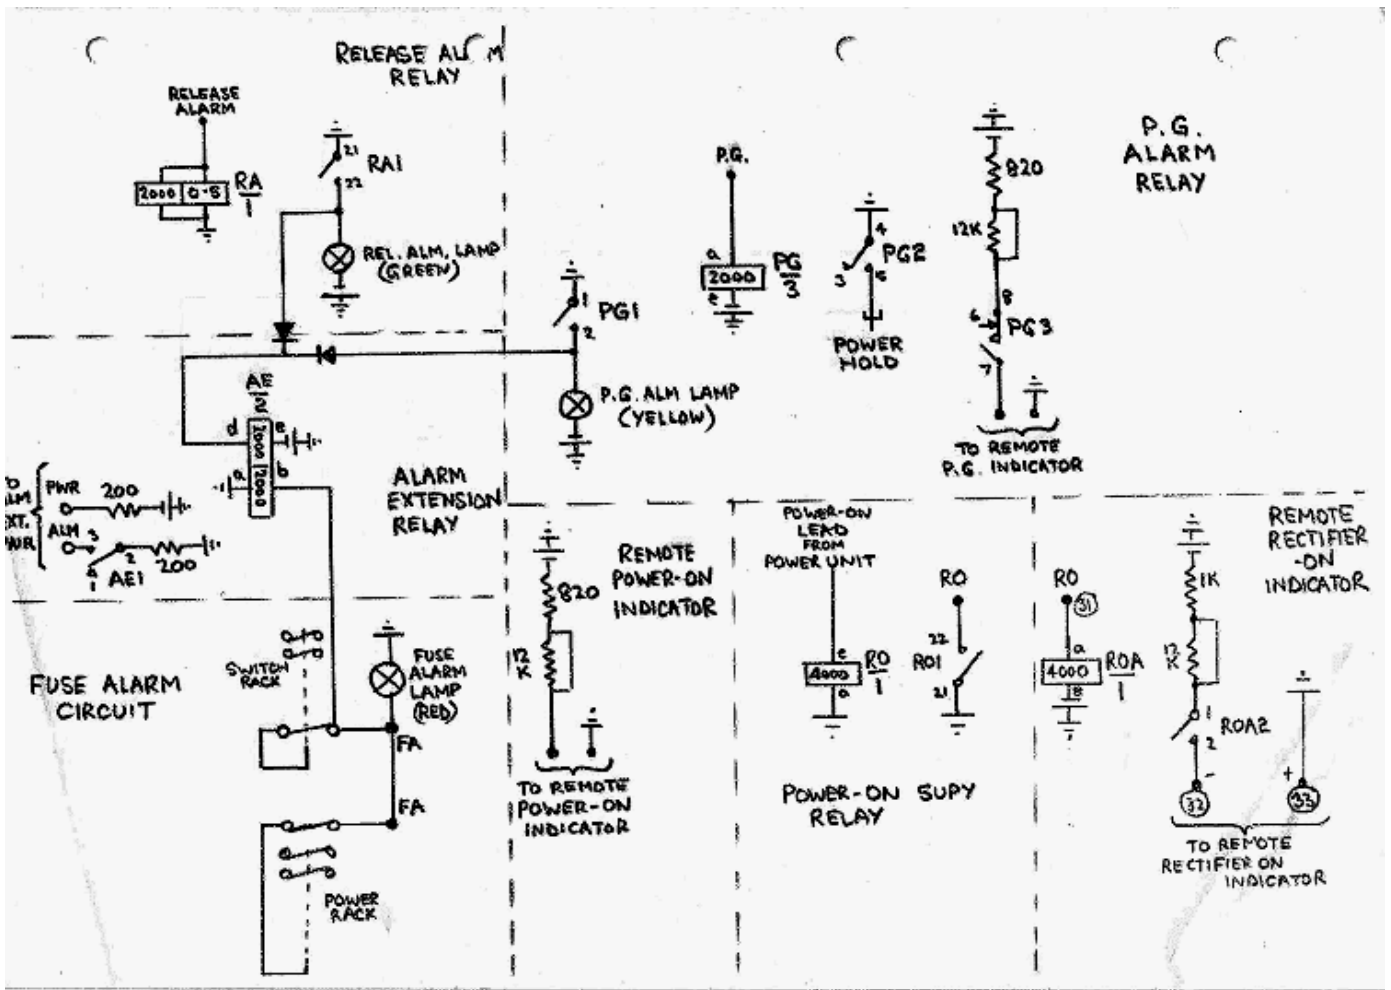 RELEASE AL M
RELAY
RELEASE
ALARM
2000
0.5
RA
1
21
RA1
22
REL. ALM. LAMP
(GREEN)
P.G.
a
2000
e
PG
3
4
PG2
3
5
POWER
HOLD
820
12K
8
6
PG3
7
TO REMOTE
P.G. INDICATOR
P.G.
ALARM
RELAY
1
PG1
2
P.G. ALM LAMP
(YELLOW)
AE
2
d
e
2000
a
b
2000
ALARM
EXTENSION
RELAY
PWR
200
ALM
3
2
200
1
AE1
FUSE ALARM
CIRCUIT
SWITCH
RACK
FUSE
ALARM
LAMP
(RED)
FA
FA
POWER
RACK
REMOTE
POWER-ON
INDICATOR
820
12
K
TO REMOTE
POWER-ON
INDICATOR
POWER-ON
LEAD
FROM
POWER UNIT
e
4000
a
RO
1
RO
22
RO1
21
POWER-ON SUPY
RELAY
RO
31
a
4000
e
ROA
1
REMOTE
RECTIFIER
-ON
INDICATOR
1K
12
K
1
ROA2
2
-
32
+
33
TO REMOTE
RECTIFIER ON
INDICATOR